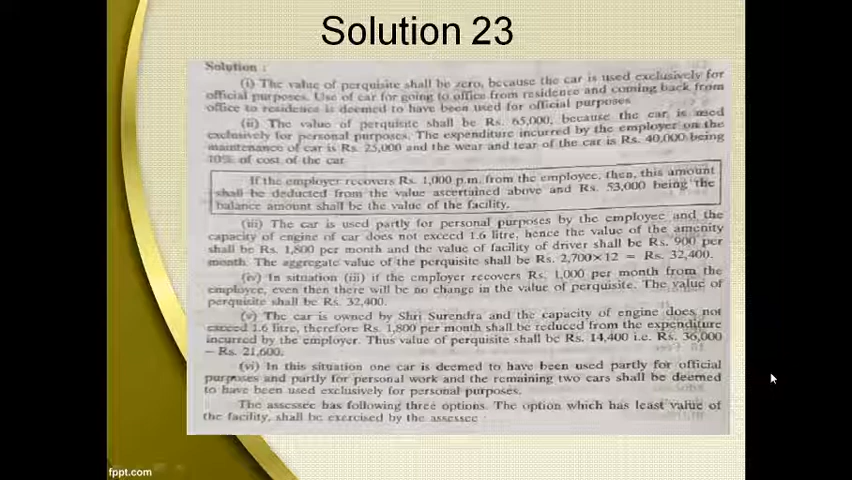 Solution 23
Solution :
(i) The value of perquisite shall be zero, because the car is used exclusively for
official purposes. Use of car for going to office from residence and coming back from
office to residence is deemed to have been used for official purposes
(ii) The value of perquisite shall be Rs. 65,000, because the car is used
exclusively for personal purposes. The expenditure incurred by the employer on the
maintenance of car is Rs. 25,000 and the wear and tear of the car is Rs. 40,000 being
10% of cost of the car
If the employer recovers Rs. 1,000 p.m. from the employee, then, this amount
shall be deducted from the value ascertained above and Rs. 53,000 being the
balance amount shall be the value of the facility.
(iii) The car is used partly for personal purposes by the employee and the
capacity of engine of car does not exceed 1.6 litre, hence the value of the amenity
shall be Rs. 1,800 per month and the value of facility of driver shall be Rs. 900 per
month. The aggregate value of the perquisite shall be Rs. 2,700×12 = Rs. 32,400.
(iv) In situation (iii) if the employer recovers Rs. 1,000 per month from the
employee, even then there will be no change in the value of perquisite. The value of
perquisite shall be Rs. 32,400.
(v) The car is owned by Shri Surendra and the capacity of engine does not
exceed 1.6 litre, therefore Rs. 1,800 per month shall be reduced from the expenditure
incurred by the employer. Thus value of perquisite shall be Rs. 14,400 i.e. Rs. 36,000
– Rs. 21,600.
(vi) In this situation one car is deemed to have been used partly for official
purposes and partly for personal work and the remaining two cars shall be deemed
to have been used exclusively for personal purposes.
The assessee has following three options. The option which has least value of
the facility, shall be exercised by the assessee
fppt.com